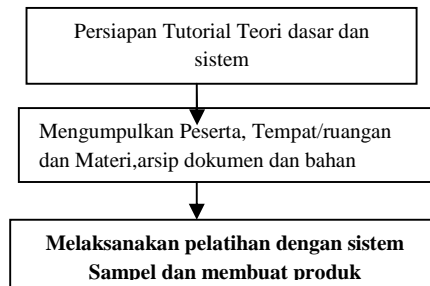 Persiapan Tutorial Teori dasar dan
sistem
Mengumpulkan Peserta, Tempat/ruangan
dan Materi,arsip dokumen dan bahan
Melaksanakan pelatihan dengan sistem
Sampel dan membuat produk